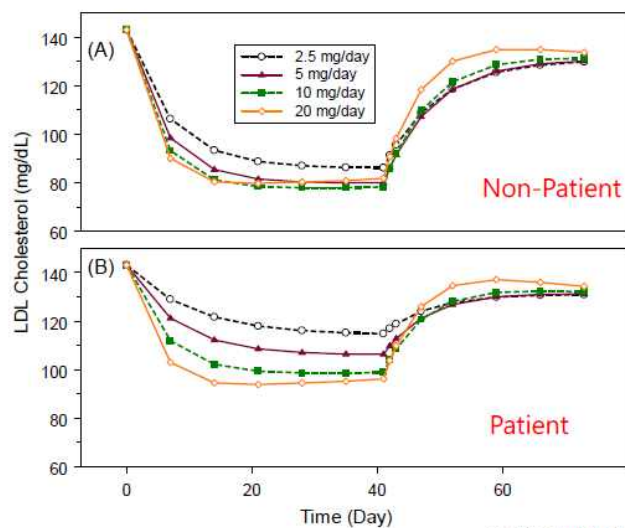 140
(A)
2.5 mg/day
5 mg/day
10 mg/day
20 mg/day
120
100
80
60
Non-Patient
LDL Cholesterol (mg/dL)
140
(B)
120
100
80
60
Patient
0
20
40
60
Time (Day)